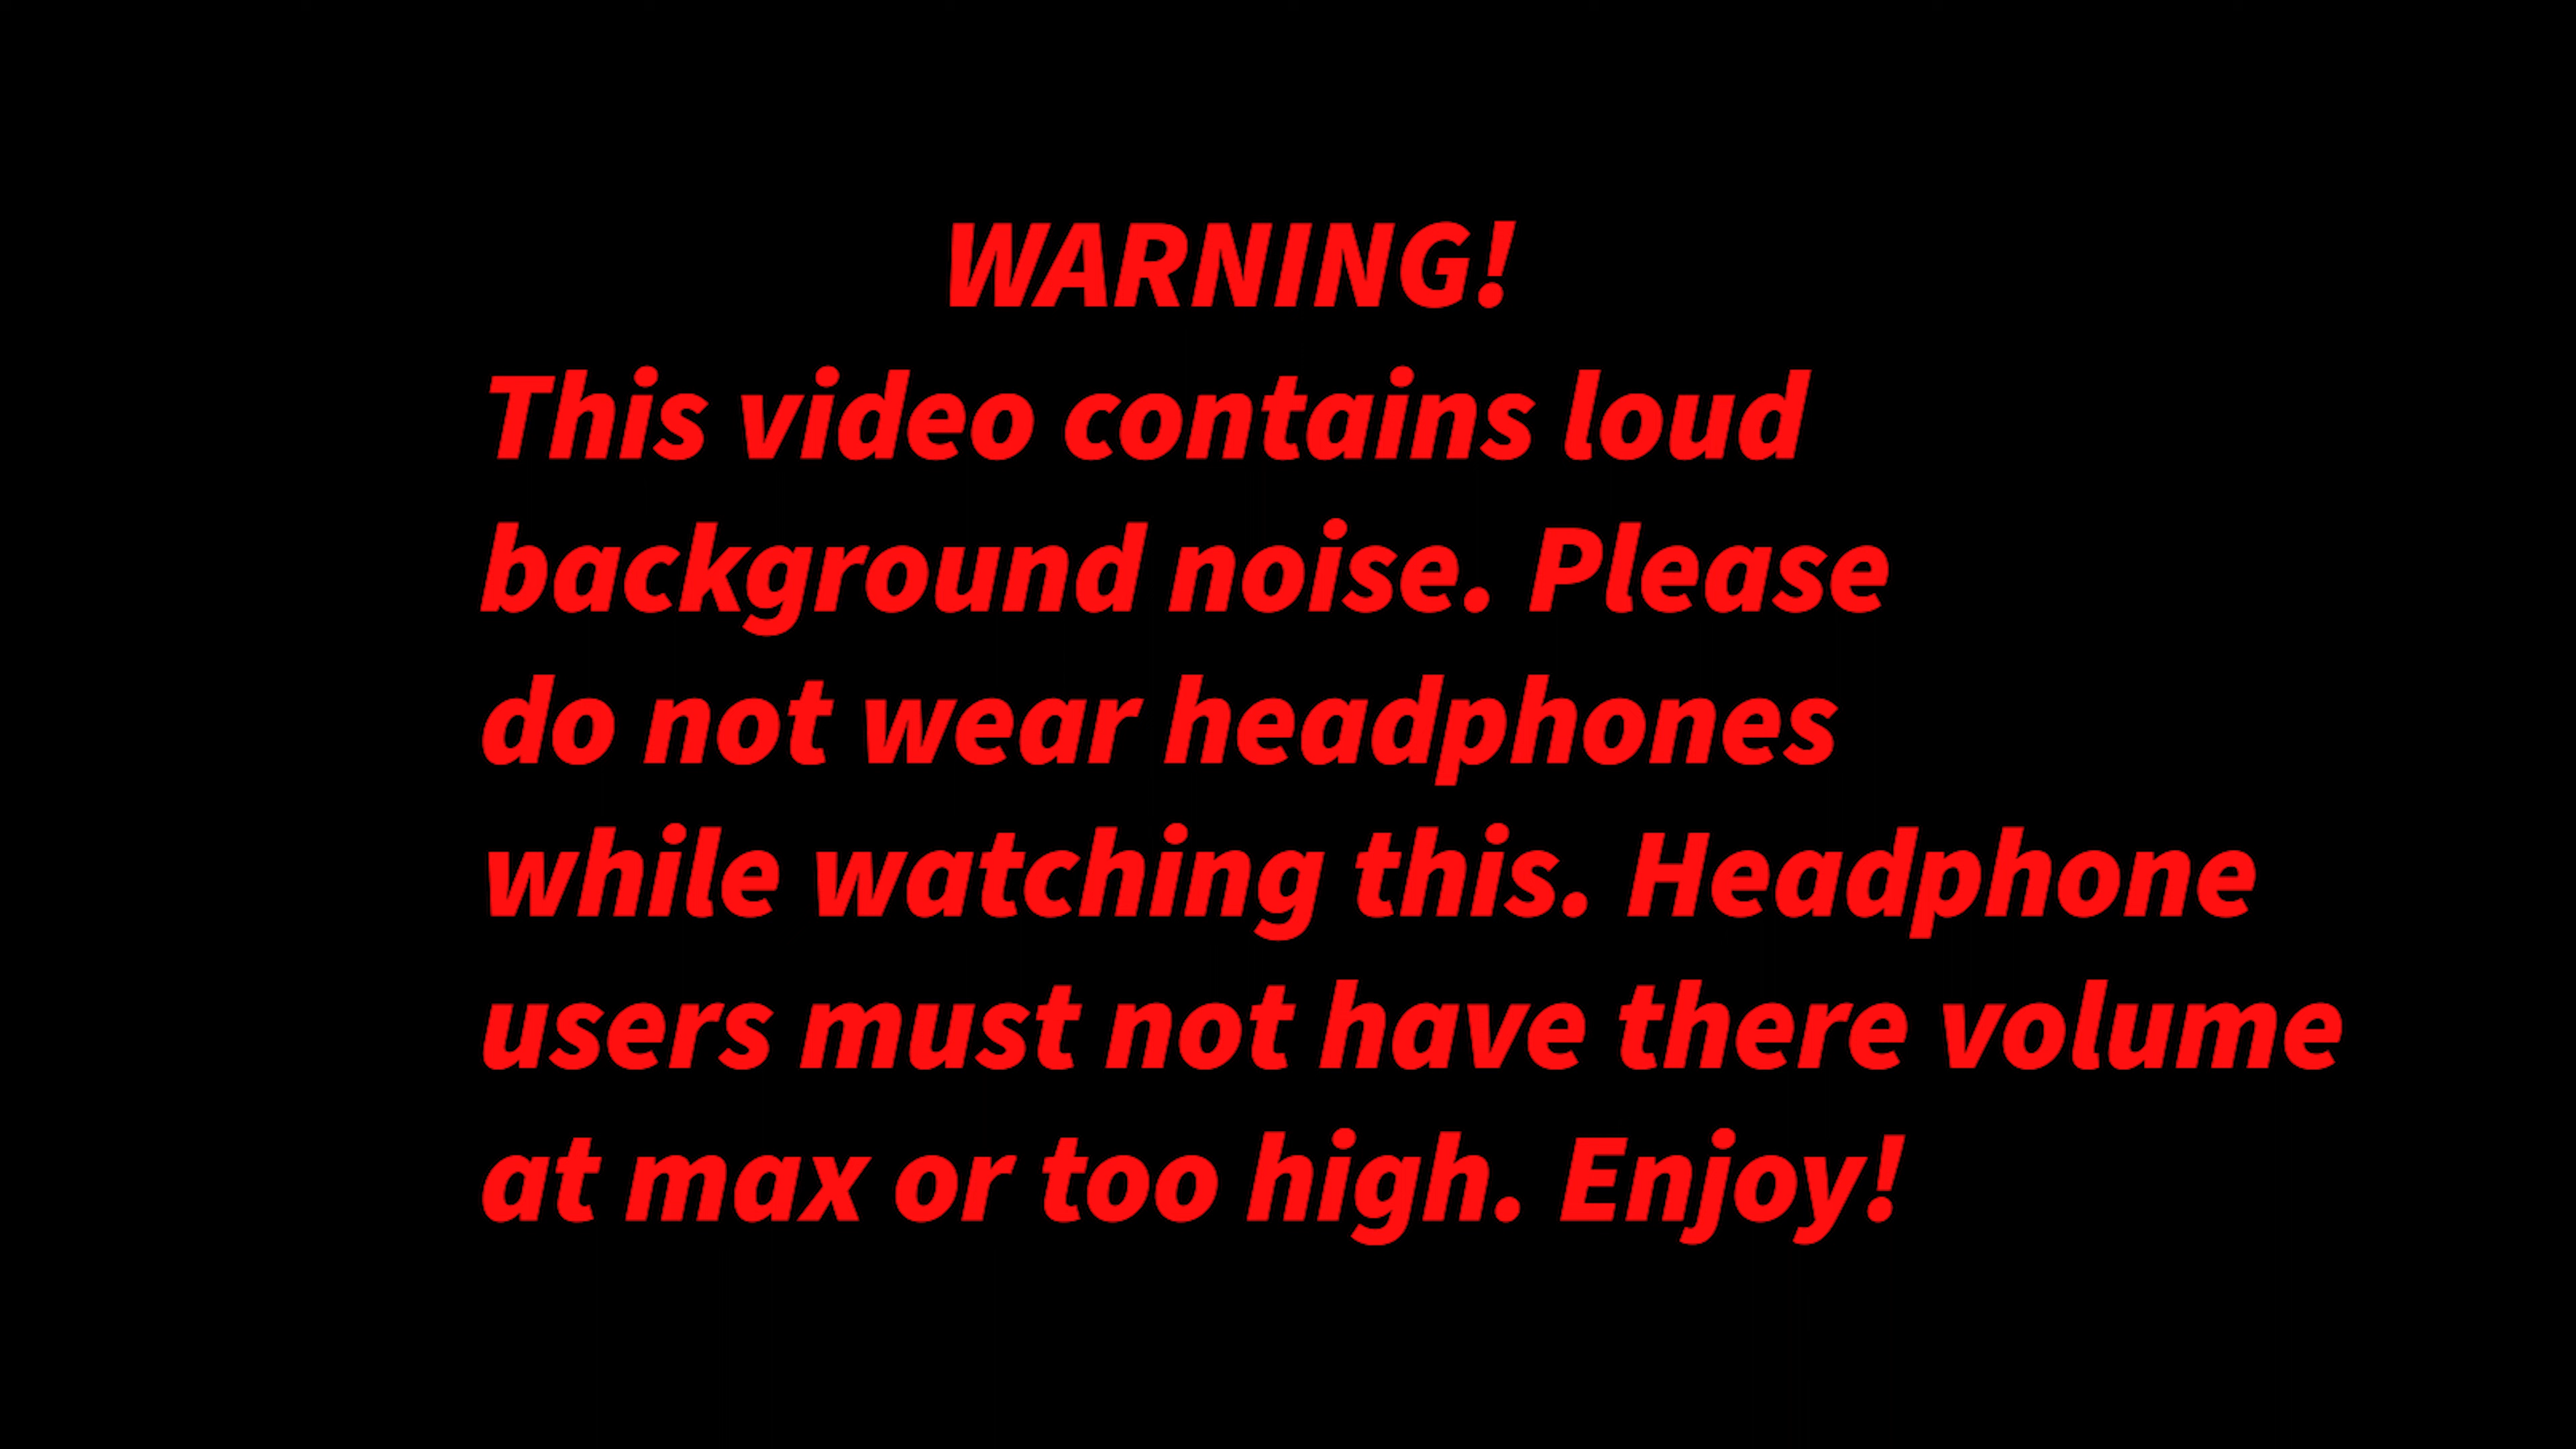 WARNING!
This video contains loud
background noise. Please
do not wear headphones
while watching this. Headphone
users must not have there volume
at max or too high. Enjoy!